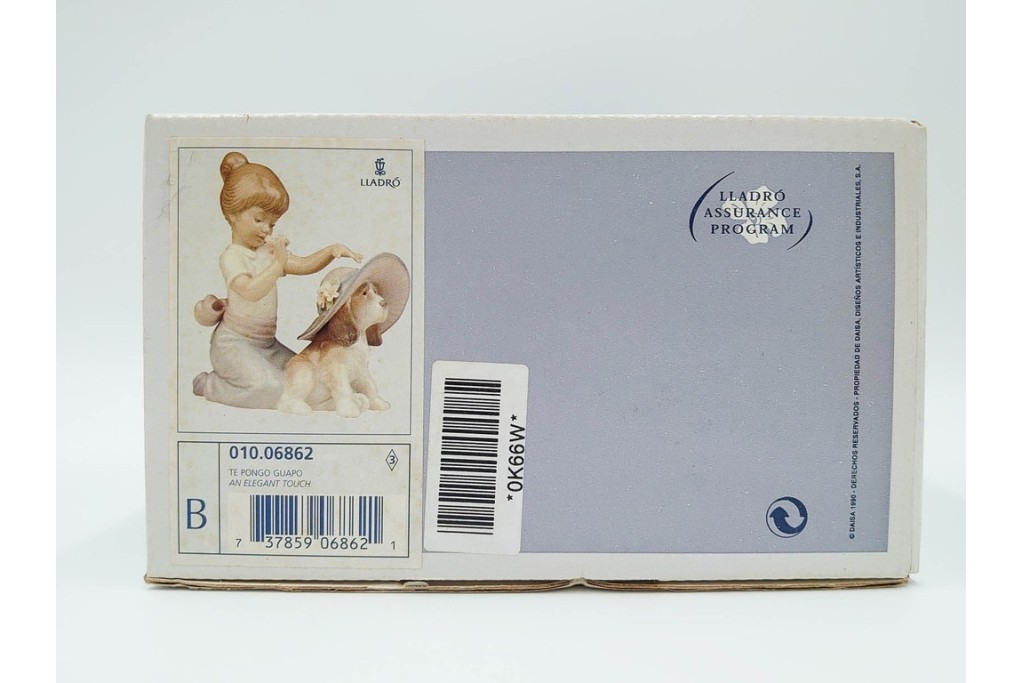 LLADRÓ
010.06862
3
TE PONGO GUAPO
AN ELEGANT TOUCH
B
7 37859 06862 1
*0K66W*
LLADRÓ
ASSURANCE
PROGRAM
© DAISA 1990 - DERECHOS RESERVADOS - PROPIEDAD DE DAISA, DISEÑOS ARTÍSTICOS E INDUSTRIALES, S.A.